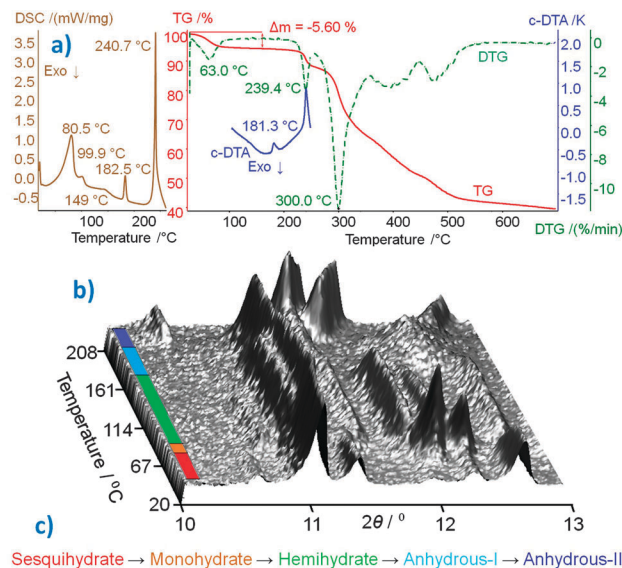 a)
DSC /(mW/mg)
TG /%
c-DTA /K
3.5
3.0
2.5
2.0
1.5
1.0
0.5
0.0
-0.5
240.7 °C
Exo ↓
80.5 °C
99.9 °C
182.5 °C
149 °C
100
200
Temperature /°C
100
90
80
70
60
50
40
Δm = -5.60 %
63.0 °C
239.4 °C
181.3 °C
c-DTA
Exo ↓
300.0 °C
DTG
TG
100
200
300
400
500
600
Temperature /°C
2.0
1.5
1.0
0.5
0.0
-0.5
-1.0
-1.5
0
-2
-4
-6
-8
-10
DTG /(%/min)
b)
208
161
114
67
20
Temperature / °C
10
11
12
13
2θ / °
c)
Sesquihydrate → Monohydrate → Hemihydrate → Anhydrous-I → Anhydrous-II